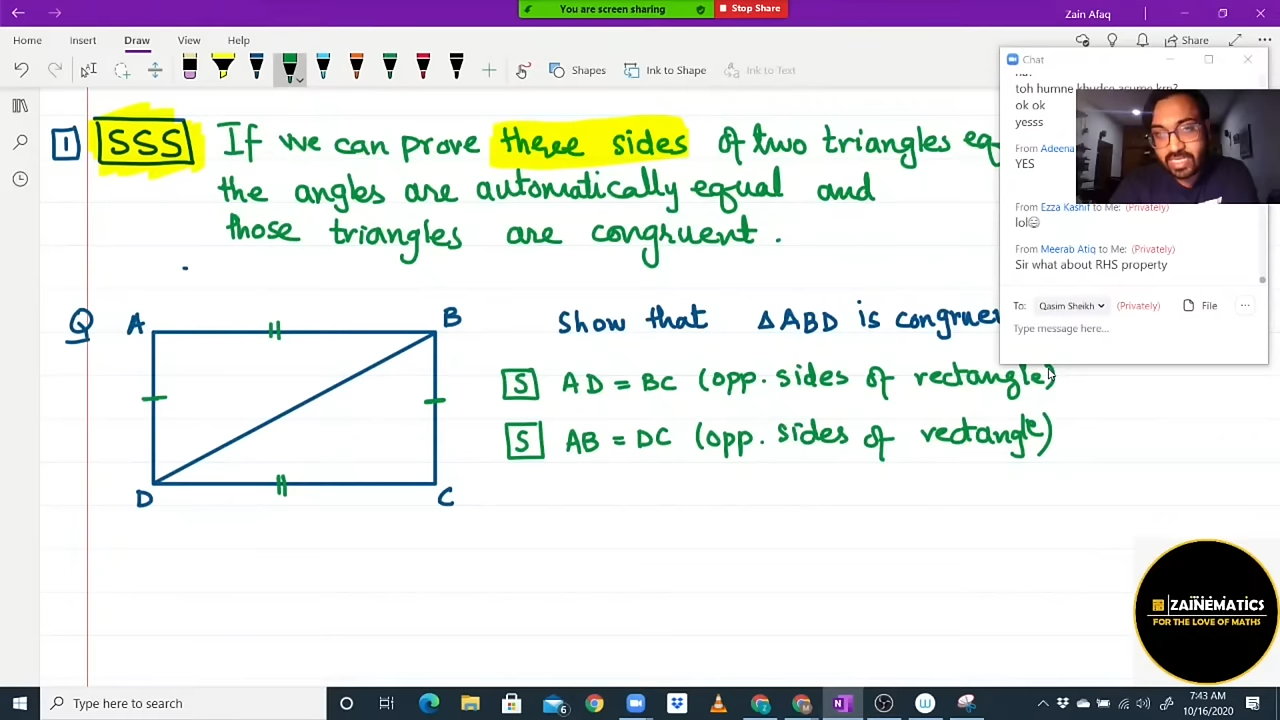 You are screen sharing
Stop Share
Zain Afaq
Home Insert Draw View Help
Share
Shapes
Ink to Shape
Ink to Text
Chat
toh humne khudse asume krn?
ok ok
yesss
From Adeena
YES
From Ezza Kashif to Me: (Privately)
lol😄
From Meerab Atiq to Me: (Privately)
Sir what about RHS property
To: Qasim Sheikh (Privately) File
Type message here...
1 SSS If we can prove three sides of two triangles eq
the angles are automatically equal and
those triangles are congruent.
Q A B
D C
Show that △ABD is congruen
S AD = BC (opp. sides of rectangle)
S AB = DC (opp. sides of rectangle)
ZAINEMATICS
FOR THE LOVE OF MATHS
Type here to search
6
7:43 AM
10/16/2020